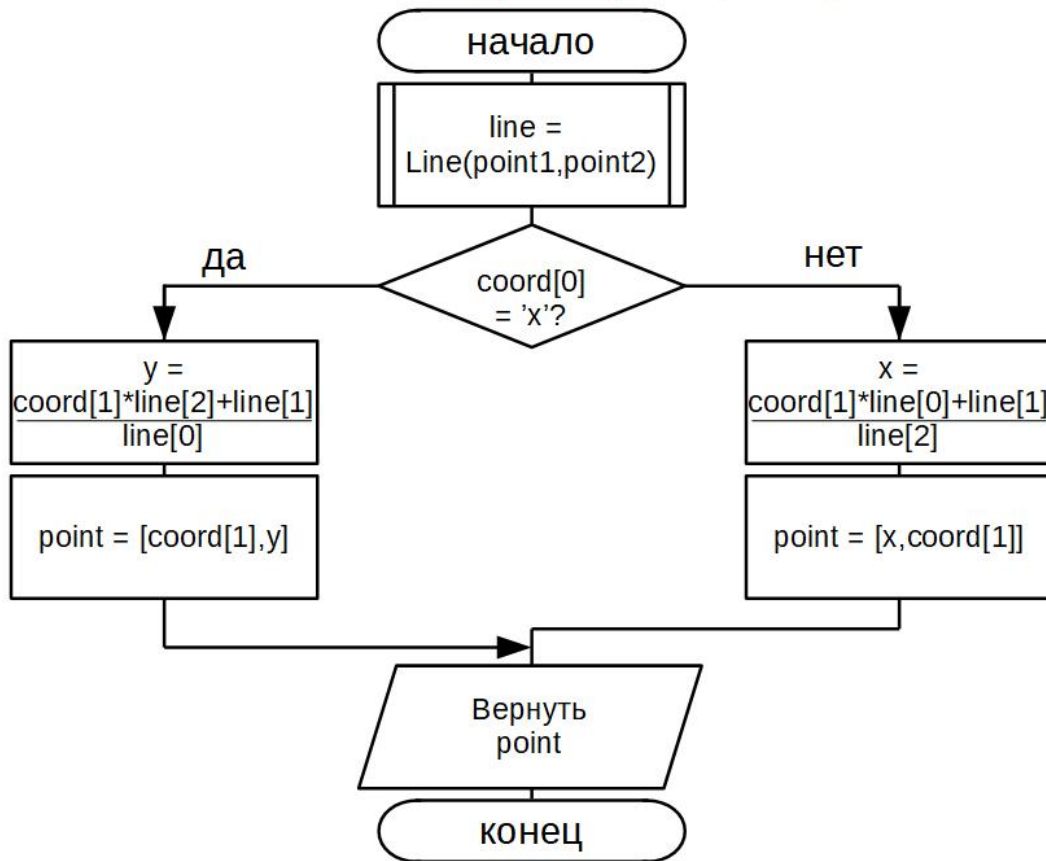 начало
line =
Line(point1,point2)
coord[0]
= ’x’?
да
нет
y =
coord[1]*line[2]+line[1]
line[0]
point = [coord[1],y]
x =
coord[1]*line[0]+line[1]
line[2]
point = [x,coord[1]]
Вернуть
point
конец